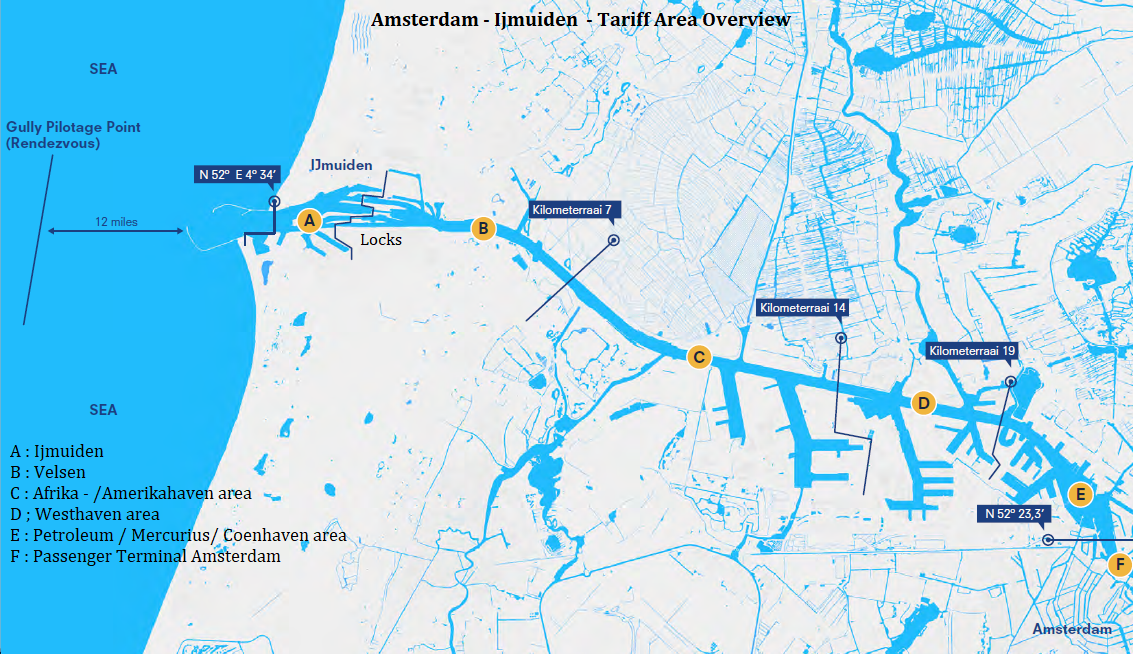 Amsterdam - Ijmuiden - Tariff Area Overview
SEA
Gully Pilotage Point
(Rendezvous)
12 miles
N 52° E 4° 34′
IJmuiden
A
Locks
B
Kilometerraai 7
C
Kilometerraai 14
D
Kilometerraai 19
E
N 52° 23,3′
F
Amsterdam
SEA
A : Ijmuiden
B : Velsen
C : Afrika - /Amerikahaven area
D ; Westhaven area
E : Petroleum / Mercurius/ Coenhaven area
F : Passenger Terminal Amsterdam